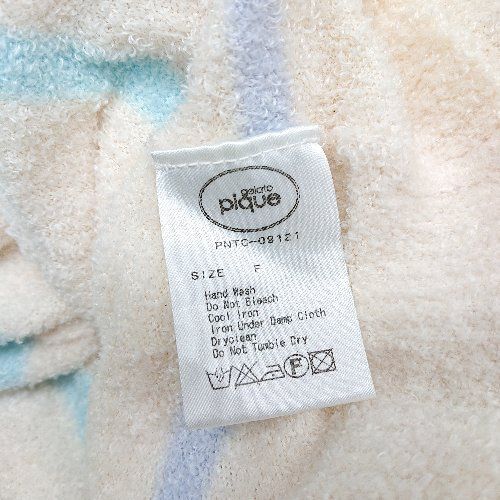 gelato
pique
PNTC-09121
SIZE F
Hand Wash
Do Not Bleach
Cool Iron
Iron Under Damp Cloth
Dryclean
Do Not Tumble Dry
F